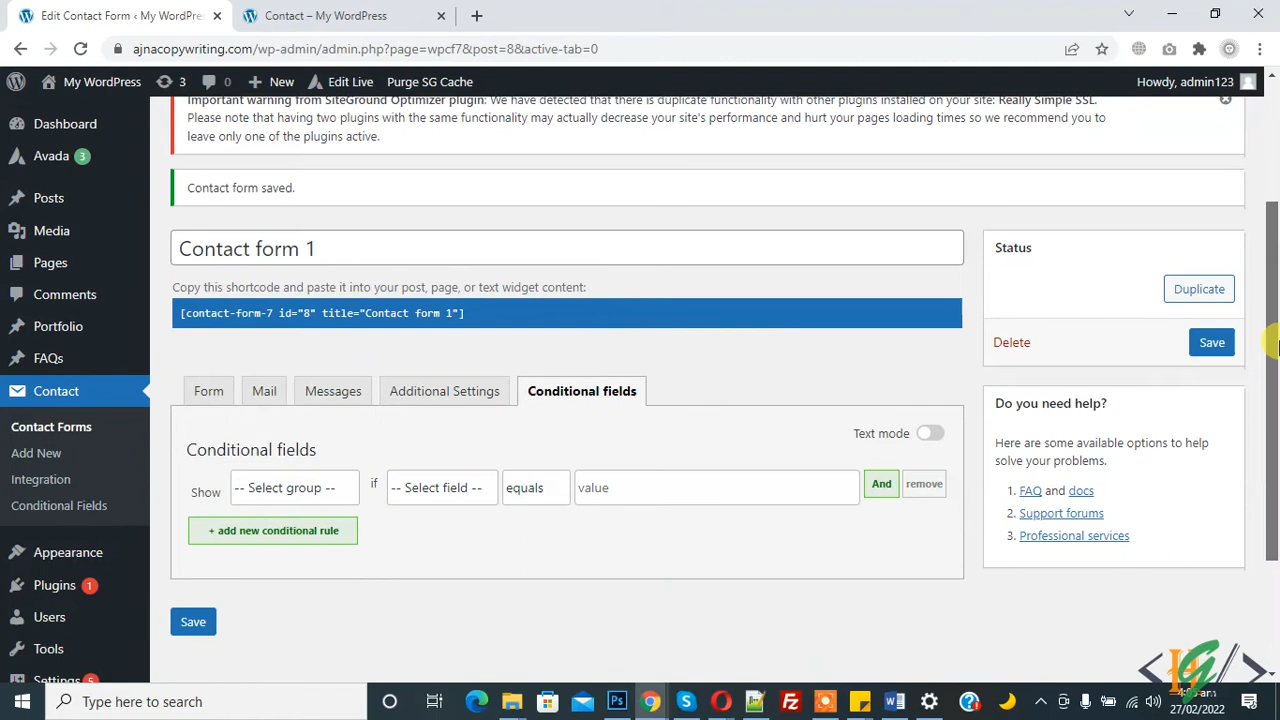 Edit Contact Form ‹ My WordPre
Contact – My WordPress
ajnacopywriting.com/wp-admin/admin.php?page=wpcf7&post=8&active-tab=0
My WordPress
3
0
New
Edit Live
Purge SG Cache
Howdy, admin123
Dashboard
Avada 3
Posts
Media
Pages
Comments
Portfolio
FAQs
Contact
Contact Forms
Add New
Integration
Conditional Fields
Appearance
Plugins 1
Users
Tools
Settings 5
Important warning from SiteGround Optimizer plugin: We have detected that there is duplicate functionality with other plugins installed on your site: Really Simple SSL.
Please note that having two plugins with the same functionality may actually decrease your site's performance and hurt your pages loading times so we recommend you
to leave only one of the plugins active.
Contact form saved.
Contact form 1
Copy this shortcode and paste it into your post, page, or text widget content:
[contact-form-7 id="8" title="Contact form 1"]
Form
Mail
Messages
Additional Settings
Conditional fields
Text mode
Conditional fields
Show
-- Select group --
if
-- Select field --
equals
value
And
remove
+ add new conditional rule
Save
Status
Duplicate
Delete
Save
Do you need help?
Here are some available options to help
solve your problems.
1. FAQ and docs
2. Support forums
3. Professional services
Type here to search
27/02/2022